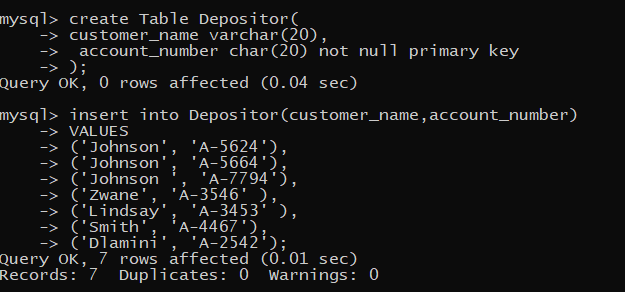 mysql> create Table Depositor(
    -> customer_name varchar(20),
    ->  account_number char(20) not null primary key
    -> );
Query OK, 0 rows affected (0.04 sec)

mysql> insert into Depositor(customer_name,account_number)
    -> VALUES
    -> ('Johnson', 'A-5624'),
    -> ('Johnson', 'A-5664'),
    -> ('Johnson ', 'A-7794'),
    -> ('Zwane', 'A-3546' ),
    -> ('Lindsay', 'A-3453' ),
    -> ('Smith', 'A-4467'),
    -> ('Dlamini', 'A-2542');
Query OK, 7 rows affected (0.01 sec)
Records: 7  Duplicates: 0  Warnings: 0